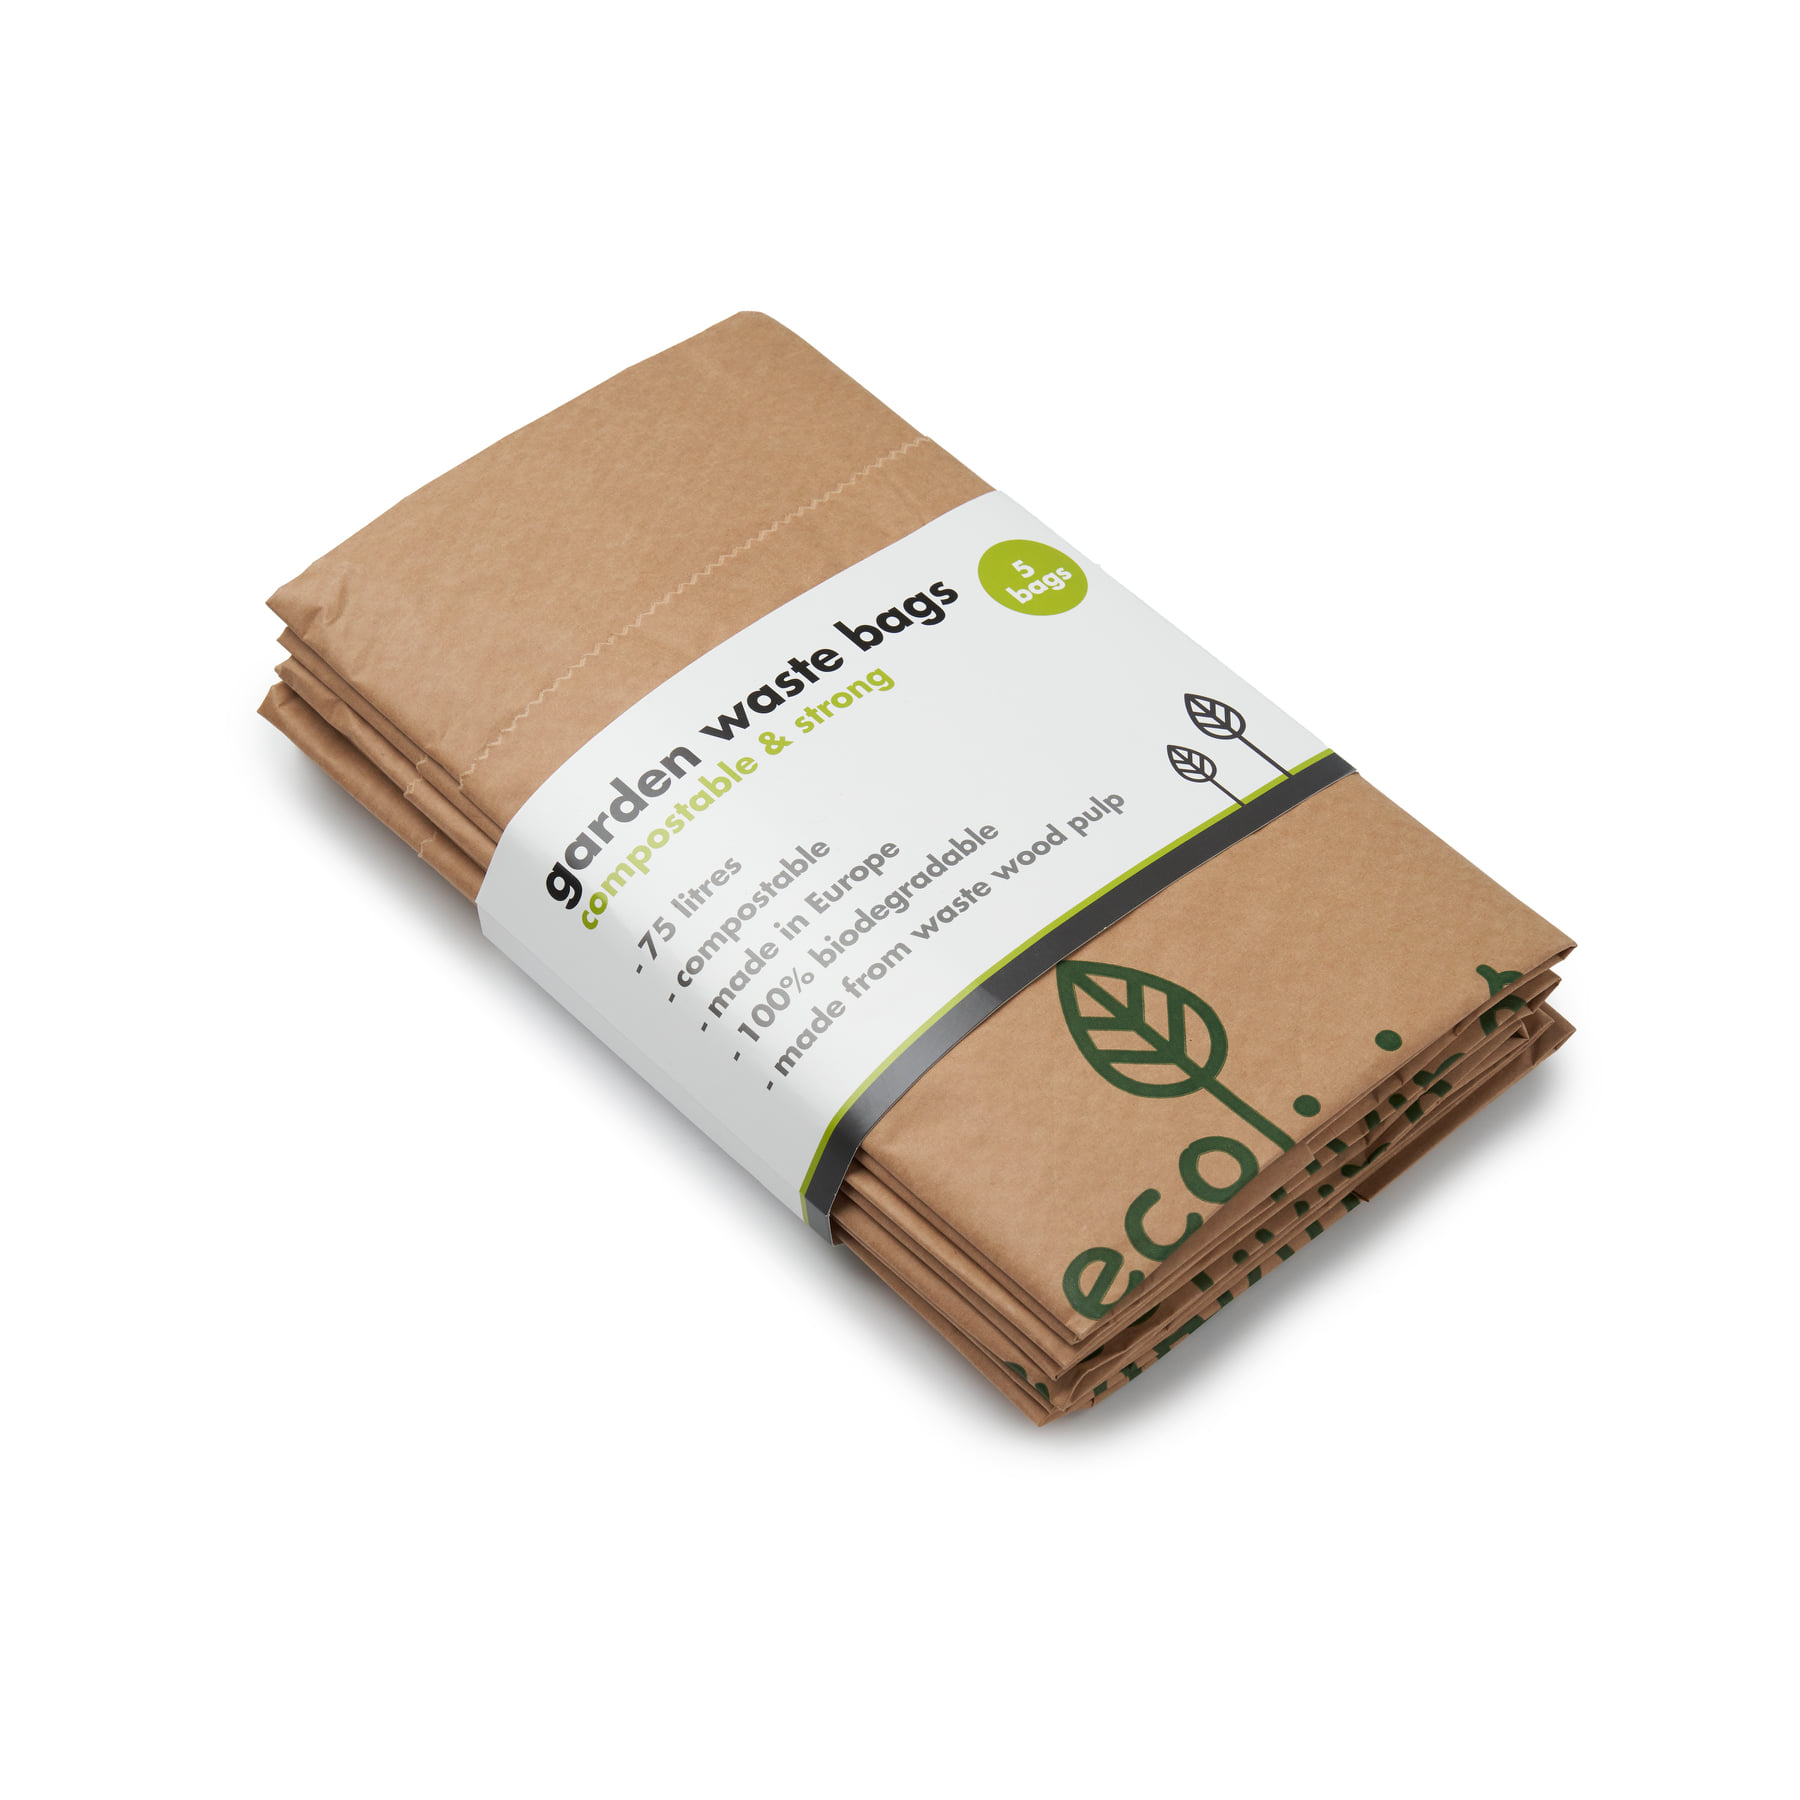 5
bags
garden waste bags
compostable & strong
- 75 litres
- compostable
- made in Europe
- 100% biodegradable
- made from waste wood pulp